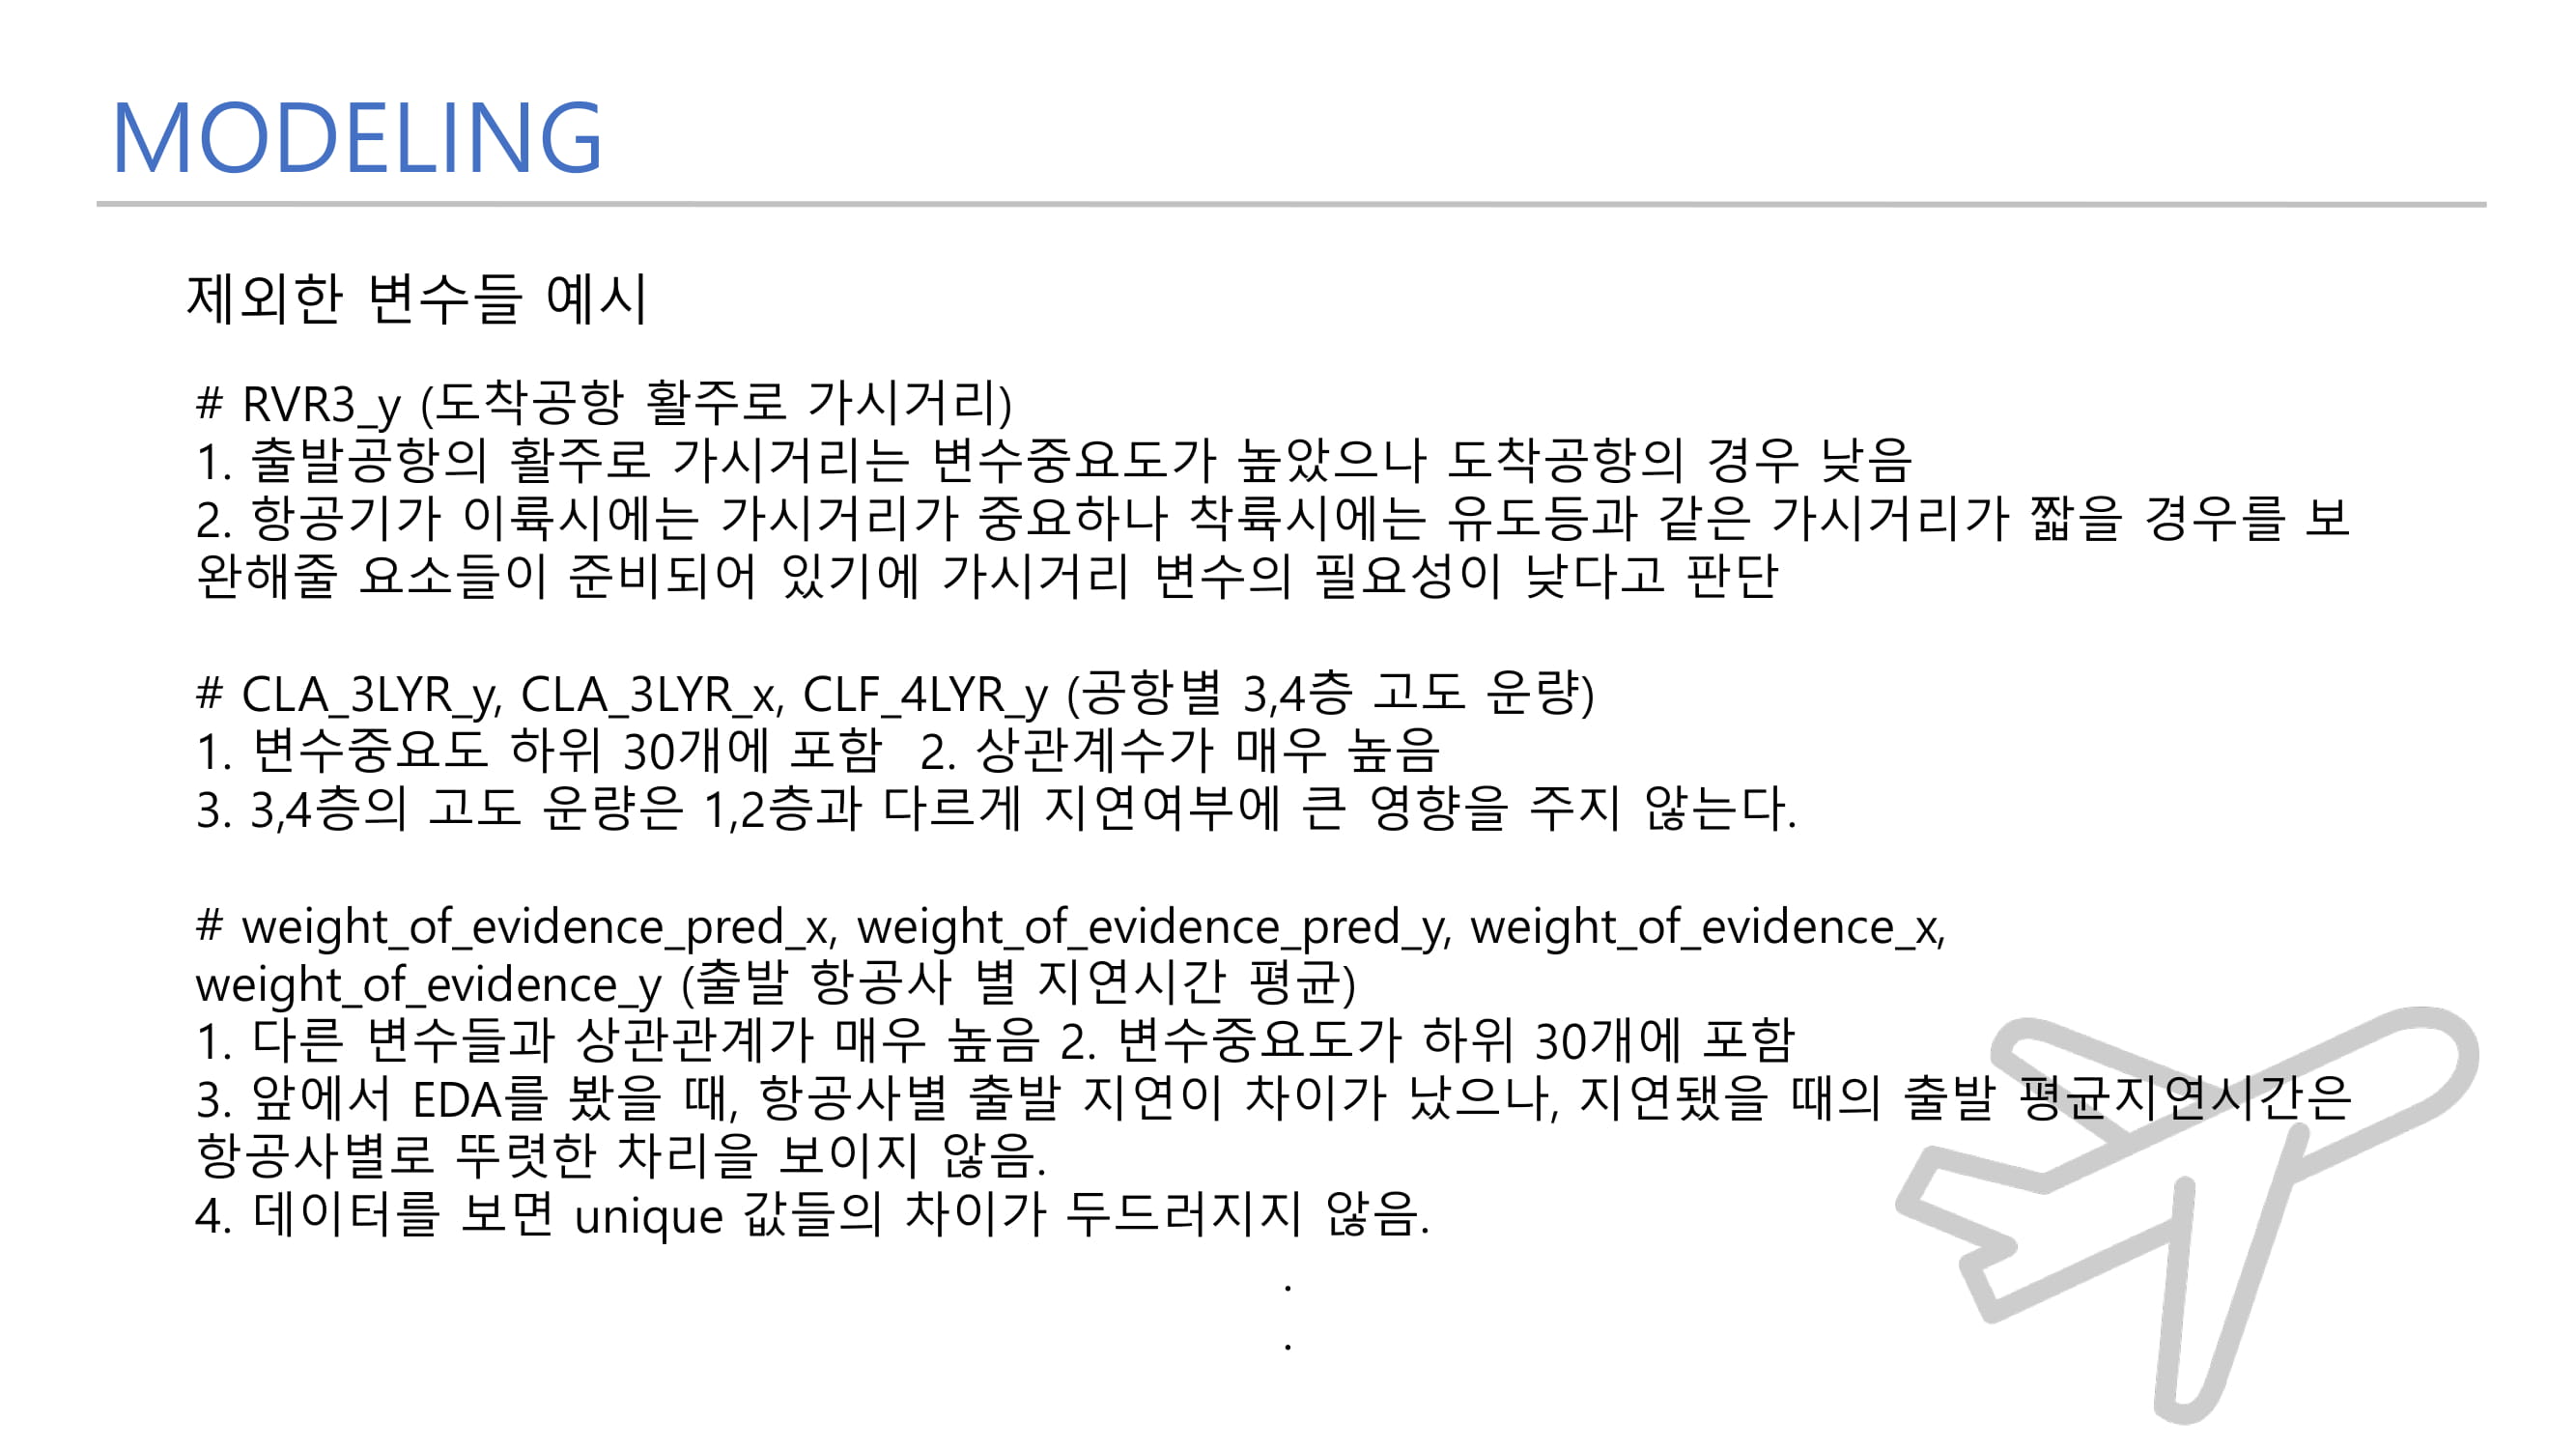 MODELING
제외한 변수들 예시
# RVR3_y (도착공항 활주로 가시거리)
1. 출발공항의 활주로 가시거리는 변수중요도가 높았으나 도착공항의 경우 낮음
2. 항공기가 이륙시에는 가시거리가 중요하나 착륙시에는 유도등과 같은 가시거리가 짧을 경우를 보
완해줄 요소들이 준비되어 있기에 가시거리 변수의 필요성이 낮다고 판단
# CLA_3LYR_y, CLA_3LYR_x, CLF_4LYR_y (공항별 3,4층 고도 운량)
1. 변수중요도 하위 30개에 포함 2. 상관계수가 매우 높음
3. 3,4층의 고도 운량은 1,2층과 다르게 지연여부에 큰 영향을 주지 않는다.
# weight_of_evidence_pred_x, weight_of_evidence_pred_y, weight_of_evidence_x,
weight_of_evidence_y (출발 항공사 별 지연시간 평균)
1. 다른 변수들과 상관관계가 매우 높음 2. 변수중요도가 하위 30개에 포함
3. 앞에서 EDA를 봤을 때, 항공사별 출발 지연이 차이가 났으나, 지연됐을 때의 출발 평균지연시간은
항공사별로 뚜렷한 차리을 보이지 않음.
4. 데이터를 보면 unique 값들의 차이가 두드러지지 않음.
.
.